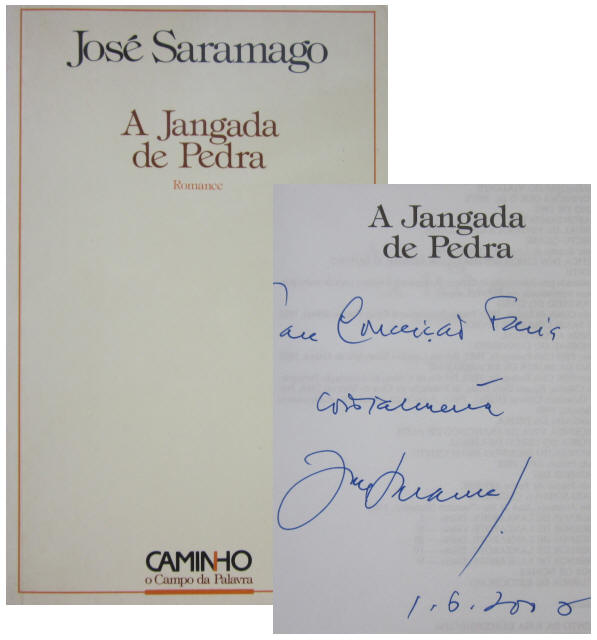 José Saramago
A Jangada
de Pedra
Romance
CAMINHO
o Campo da Palavra
A Jangada
de Pedra
Para Conceição Faria
cordialmente
1.6.2000